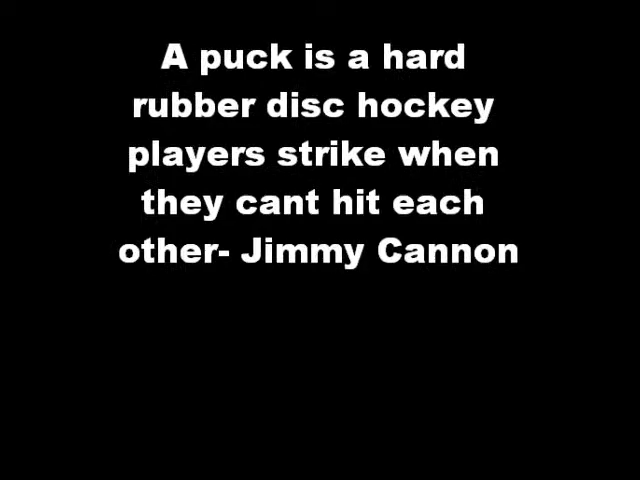 A puck is a hard
rubber disc hockey
players strike when
they cant hit each
other- Jimmy Cannon